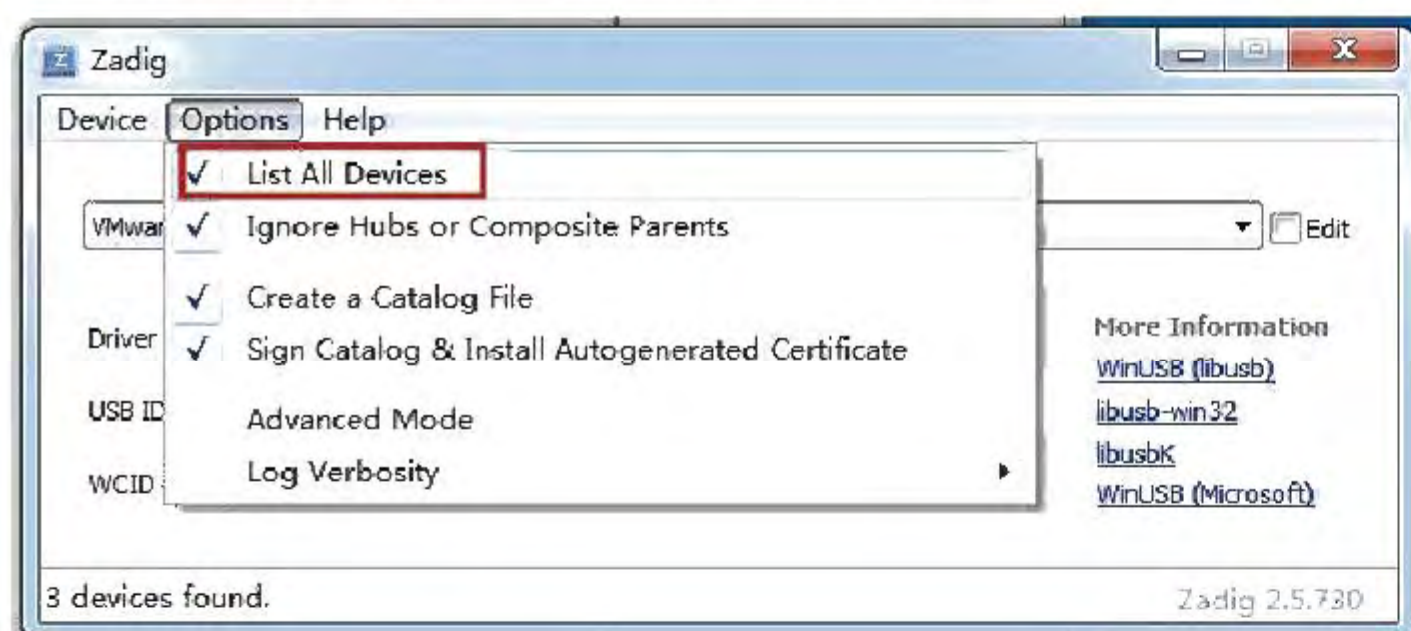 Zadig
Device Options Help
List All Devices
VMwar Ignore Hubs or Composite Parents Edit
Create a Catalog File
Driver Sign Catalog & Install Autogenerated Certificate
More Information
WinUSB (libusb)
USB ID Advanced Mode libusb-win32
libusbK
WCID Log Verbosity WinUSB (Microsoft)
3 devices found. Zadig 2.5.730